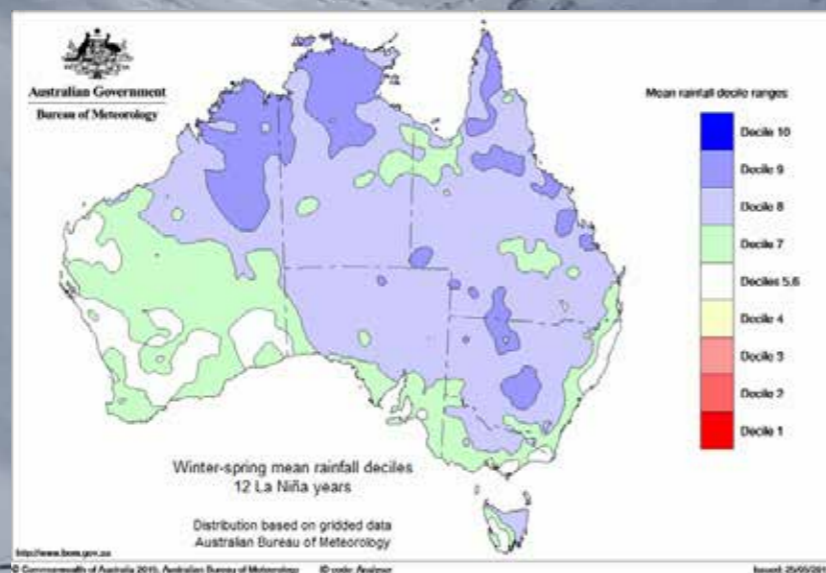 Australian Government
Bureau of Meteorology
Mean rainfall decile ranges
Decile 10
Decile 9
Decile 8
Decile 7
Deciles 5.6
Decile 4
Decile 3
Decile 2
Decile 1
Winter-spring mean rainfall deciles
12 La Niña years
Distribution based on gridded data
Australian Bureau of Meteorology
http://www.bom.gov.au
© Commonwealth of Australia 2015, Australian Bureau of Meteorology ID code: Analyser